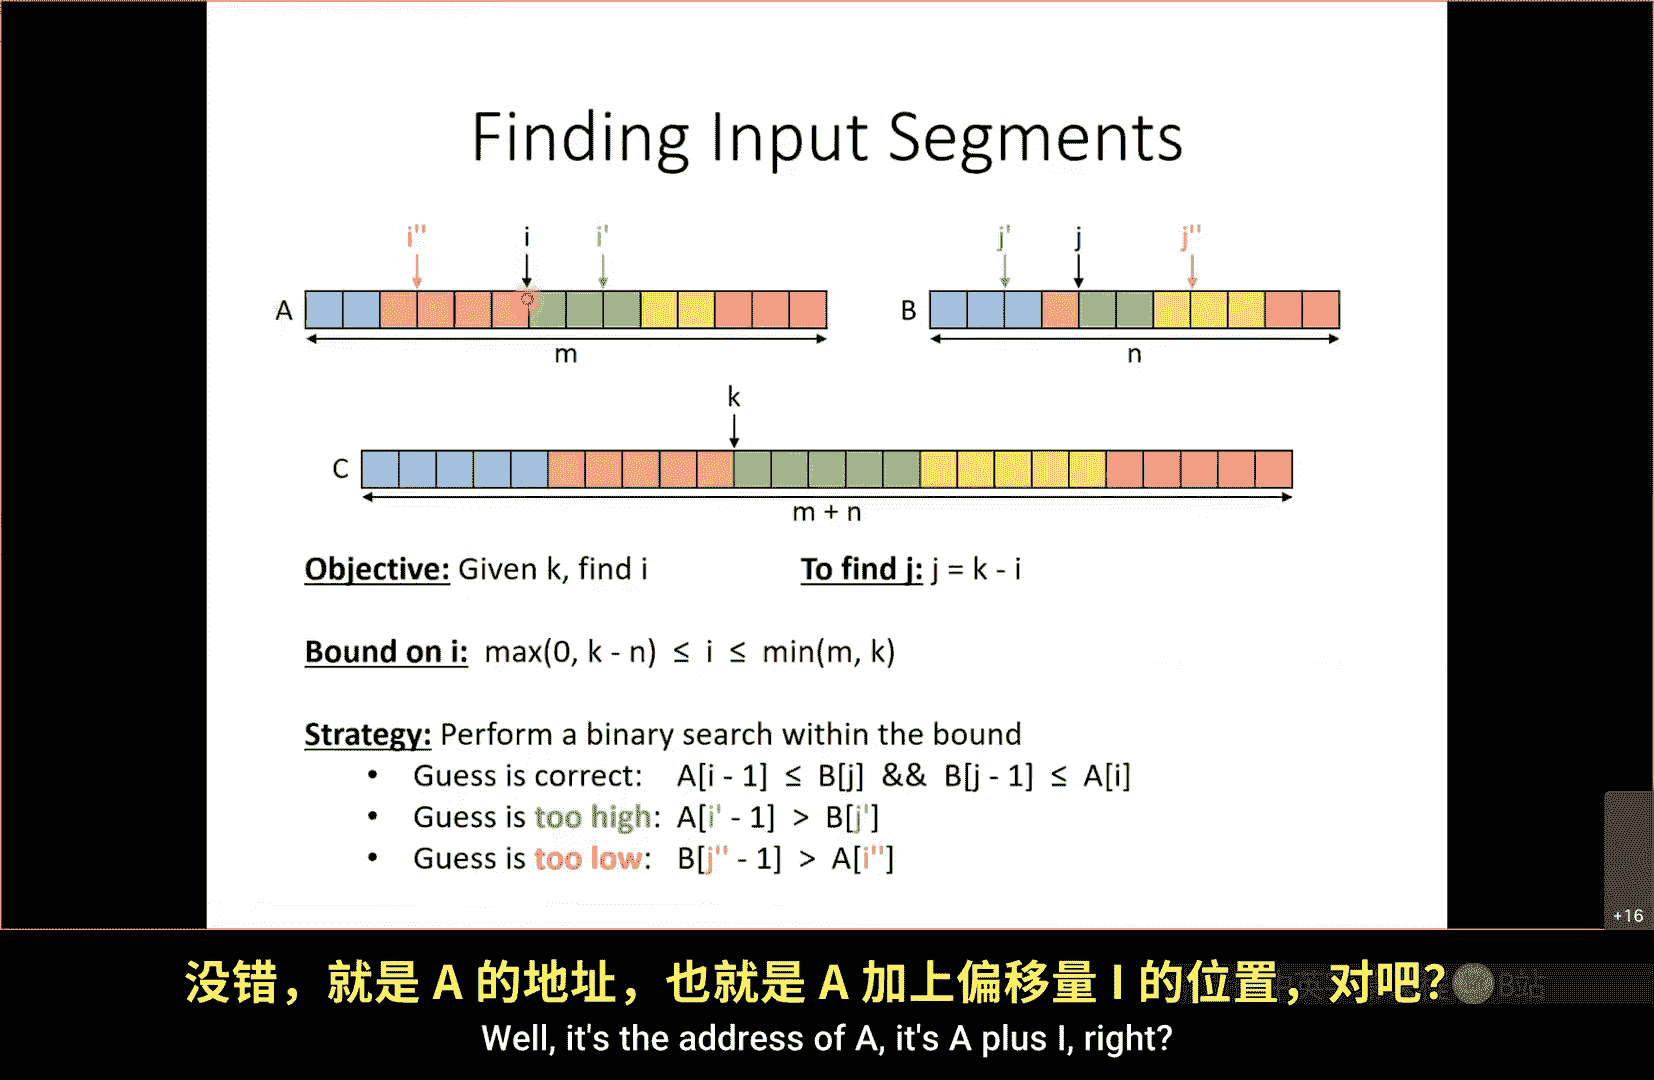 Finding Input Segments
i'' i i' j' j j''
A B
m n
k
C
m + n
Objective: Given k, find i To find j: j = k - i
Bound on i: max(0, k - n) ≤ i ≤ min(m, k)
Strategy: Perform a binary search within the bound
• Guess is correct: A[i - 1] ≤ B[j] && B[j - 1] ≤ A[i]
• Guess is too high: A[i' - 1] > B[j']
• Guess is too low: B[j'' - 1] > A[i'']
+16
没错，就是 A 的地址，也就是 A 加上偏移量 I 的位置，对吧？
B站
Well, it's the address of A, it's A plus I, right?